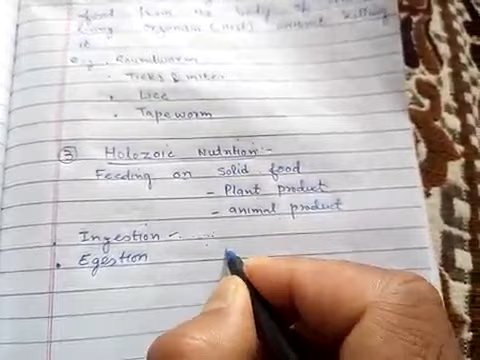 food from the body of
living organism (host) without killing
it
e.g. Roundworm
· Ticks & mites
· Lice
· Tapeworm
③ Holozoic Nutrition:-
Feeding on solid food
- Plant product
- animal product
· Ingestion
· Egestion